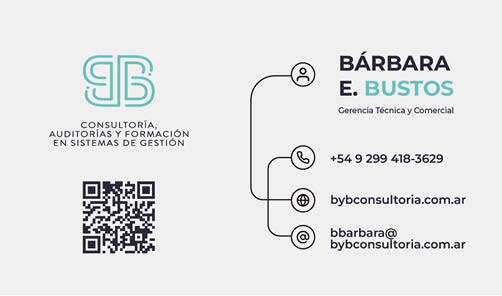 BB
CONSULTORÍA,
AUDITORÍAS Y FORMACIÓN
EN SISTEMAS DE GESTIÓN
BÁRBARA
E. BUSTOS
Gerencia Técnica y Comercial
+54 9 299 418-3629
bybconsultoria.com.ar
bbarbara@
bybconsultoria.com.ar